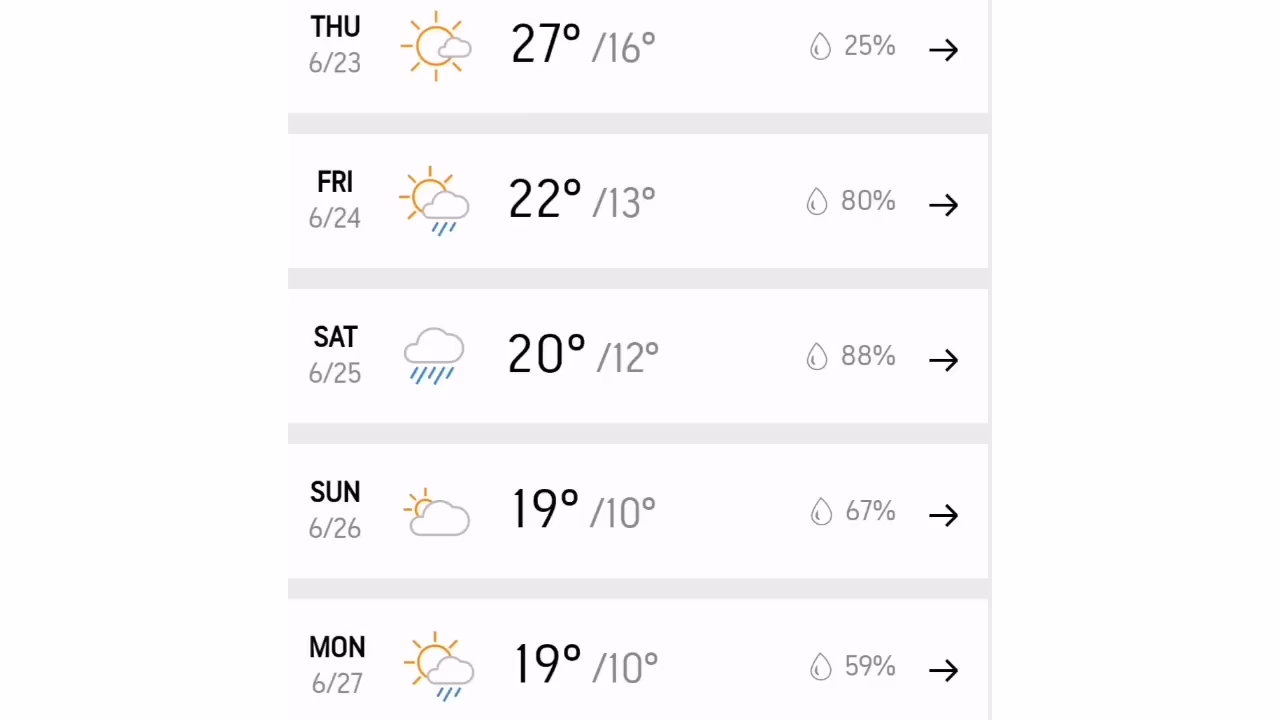 THU 27° /16° 25%
6/23
FRI 22° /13° 80%
6/24
SAT 20° /12° 88%
6/25
SUN 19° /10° 67%
6/26
MON 19° /10° 59%
6/27